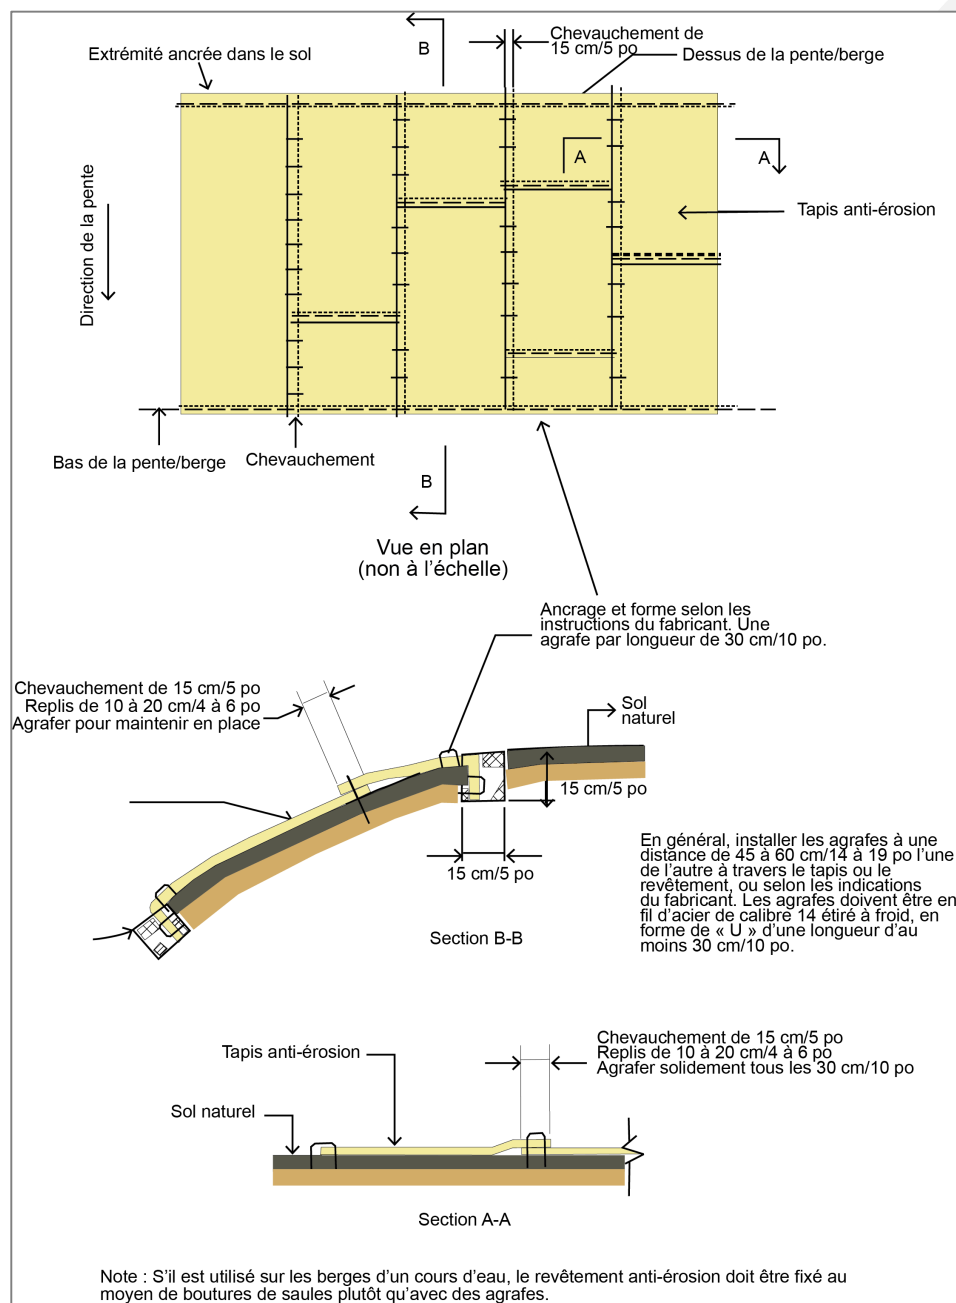 B
Chevauchement de
15 cm/5 po
Extrémité ancrée dans le sol
Dessus de la pente/berge
A
A
Direction de la pente
Tapis anti-érosion
Bas de la pente/berge
Chevauchement
B
Vue en plan
(non à l’échelle)
Ancrage et forme selon les
instructions du fabricant. Une
agrafe par longueur de 30 cm/10 po.
Chevauchement de 15 cm/5 po
Replis de 10 à 20 cm/4 à 6 po
Agrafer pour maintenir en place
Sol
naturel
15 cm/5 po
15 cm/5 po
En général, installer les agrafes à une
distance de 45 à 60 cm/14 à 19 po l’une
de l’autre à travers le tapis ou le
revêtement, ou selon les indications
du fabricant. Les agrafes doivent être en
fil d’acier de calibre 14 étiré à froid, en
forme de « U » d’une longueur d’au
moins 30 cm/10 po.
Section B-B
Chevauchement de 15 cm/5 po
Replis de 10 à 20 cm/4 à 6 po
Agrafer solidement tous les 30 cm/10 po
Tapis anti-érosion
Sol naturel
Section A-A
Note : S’il est utilisé sur les berges d’un cours d’eau, le revêtement anti-érosion doit être fixé au
moyen de boutures de saules plutôt qu’avec des agrafes.